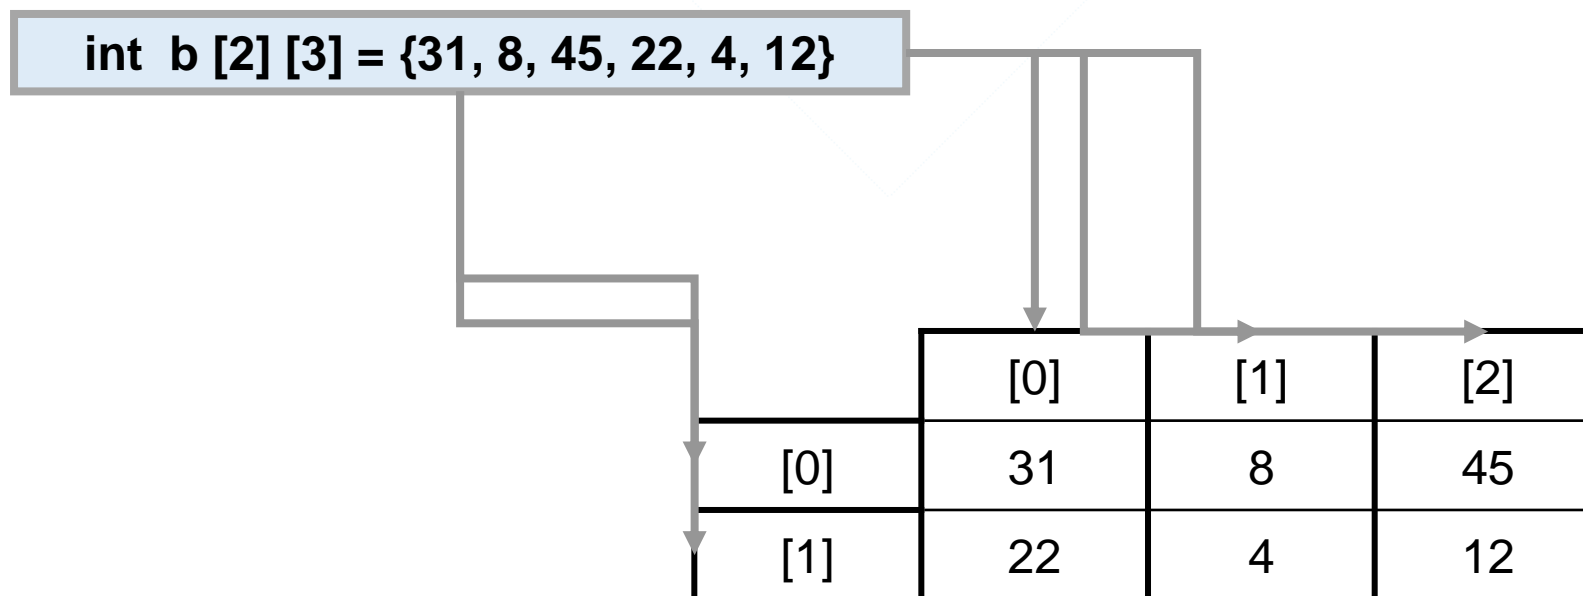 int b [2] [3] = {31, 8, 45, 22, 4, 12}
[0] [1] [2]
[0] 31 8 45
[1] 22 4 12